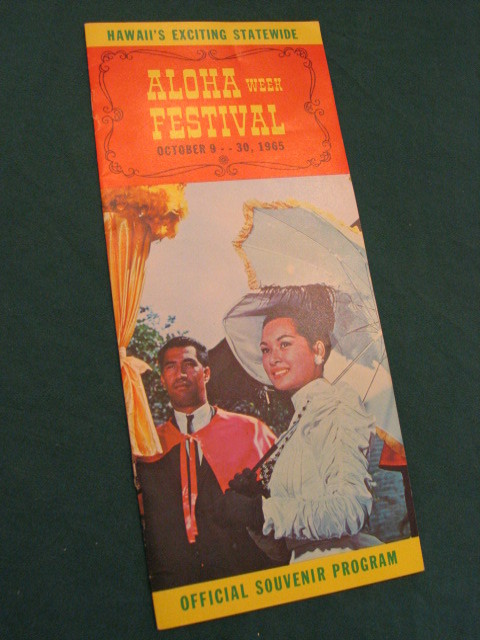 HAWAII'S EXCITING STATEWIDE
ALOHA WEEK
FESTIVAL
OCTOBER 9 - - 30, 1965
OFFICIAL SOUVENIR PROGRAM